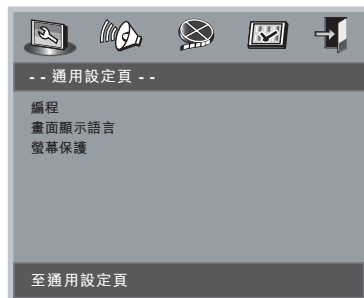 - - 通用設定頁 - -
編程
畫面顯示語言
螢幕保護
至通用設定頁